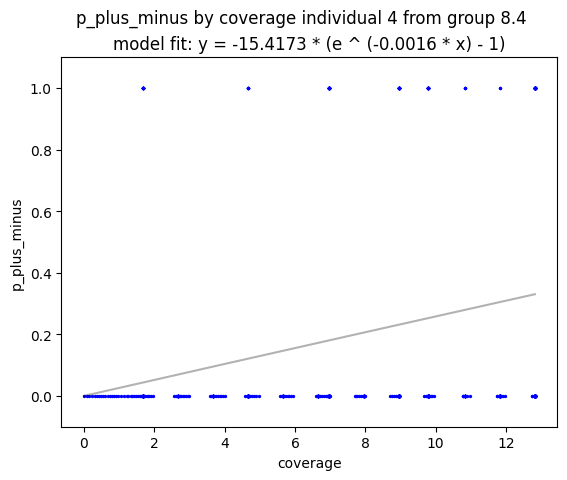 p_plus_minus by coverage individual 4 from group 8.4
model fit: y = -15.4173 * (e ^ (-0.0016 * x) - 1)
1.0
0.8
0.6
0.4
0.2
0.0
p_plus_minus
0 2 4 6 8 10 12
coverage